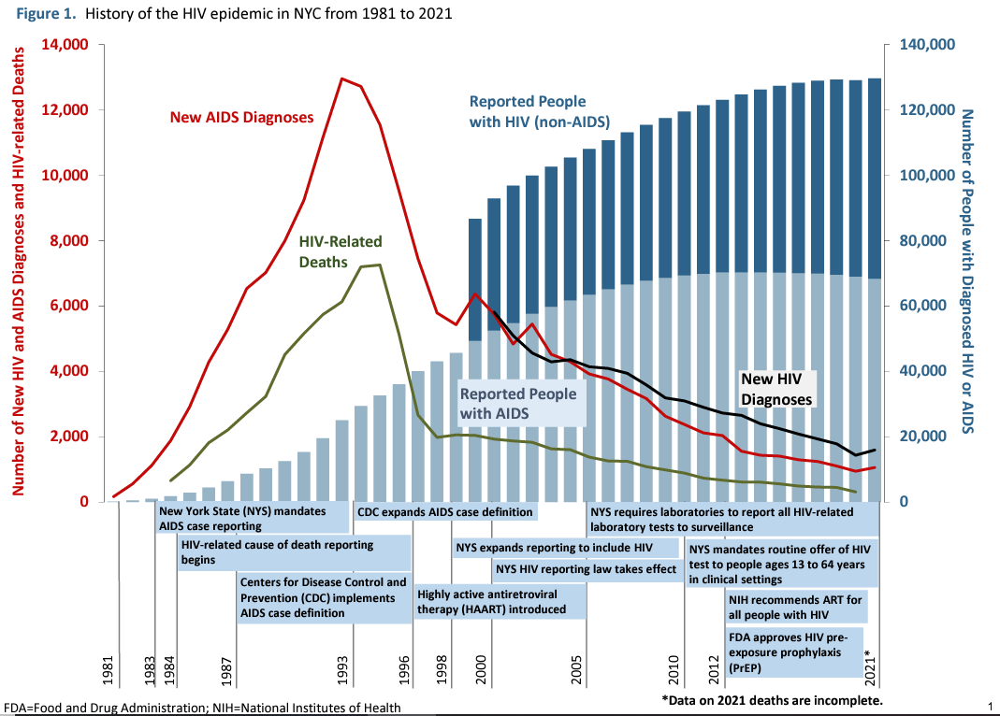 Figure 1. History of the HIV epidemic in NYC from 1981 to 2021
Number of New HIV and AIDS Diagnoses and HIV-related Deaths
14,000
12,000
10,000
8,000
6,000
4,000
2,000
0
New AIDS Diagnoses
HIV-Related
Deaths
Reported People
with HIV (non-AIDS)
Reported People
with AIDS
New HIV
Diagnoses
140,000
120,000
100,000
80,000
60,000
40,000
20,000
0
Number of People with Diagnosed HIV or AIDS
New York State (NYS) mandates
AIDS case reporting
HIV-related cause of death reporting
begins
Centers for Disease Control and
Prevention (CDC) implements
AIDS case definition
CDC expands AIDS case definition
Highly active antiretroviral
therapy (HAART) introduced
NYS expands reporting to include HIV
NYS HIV reporting law takes effect
NYS requires laboratories to report all HIV-related
laboratory tests to surveillance
NYS mandates routine offer of HIV
test to people ages 13 to 64 years
in clinical settings
NIH recommends ART for
all people with HIV
FDA approves HIV pre-
exposure prophylaxis
(PrEP)
1981
1983
1984
1987
1993
1996
1998
2000
2005
2010
2012
2021*
*Data on 2021 deaths are incomplete.
FDA=Food and Drug Administration; NIH=National Institutes of Health
1